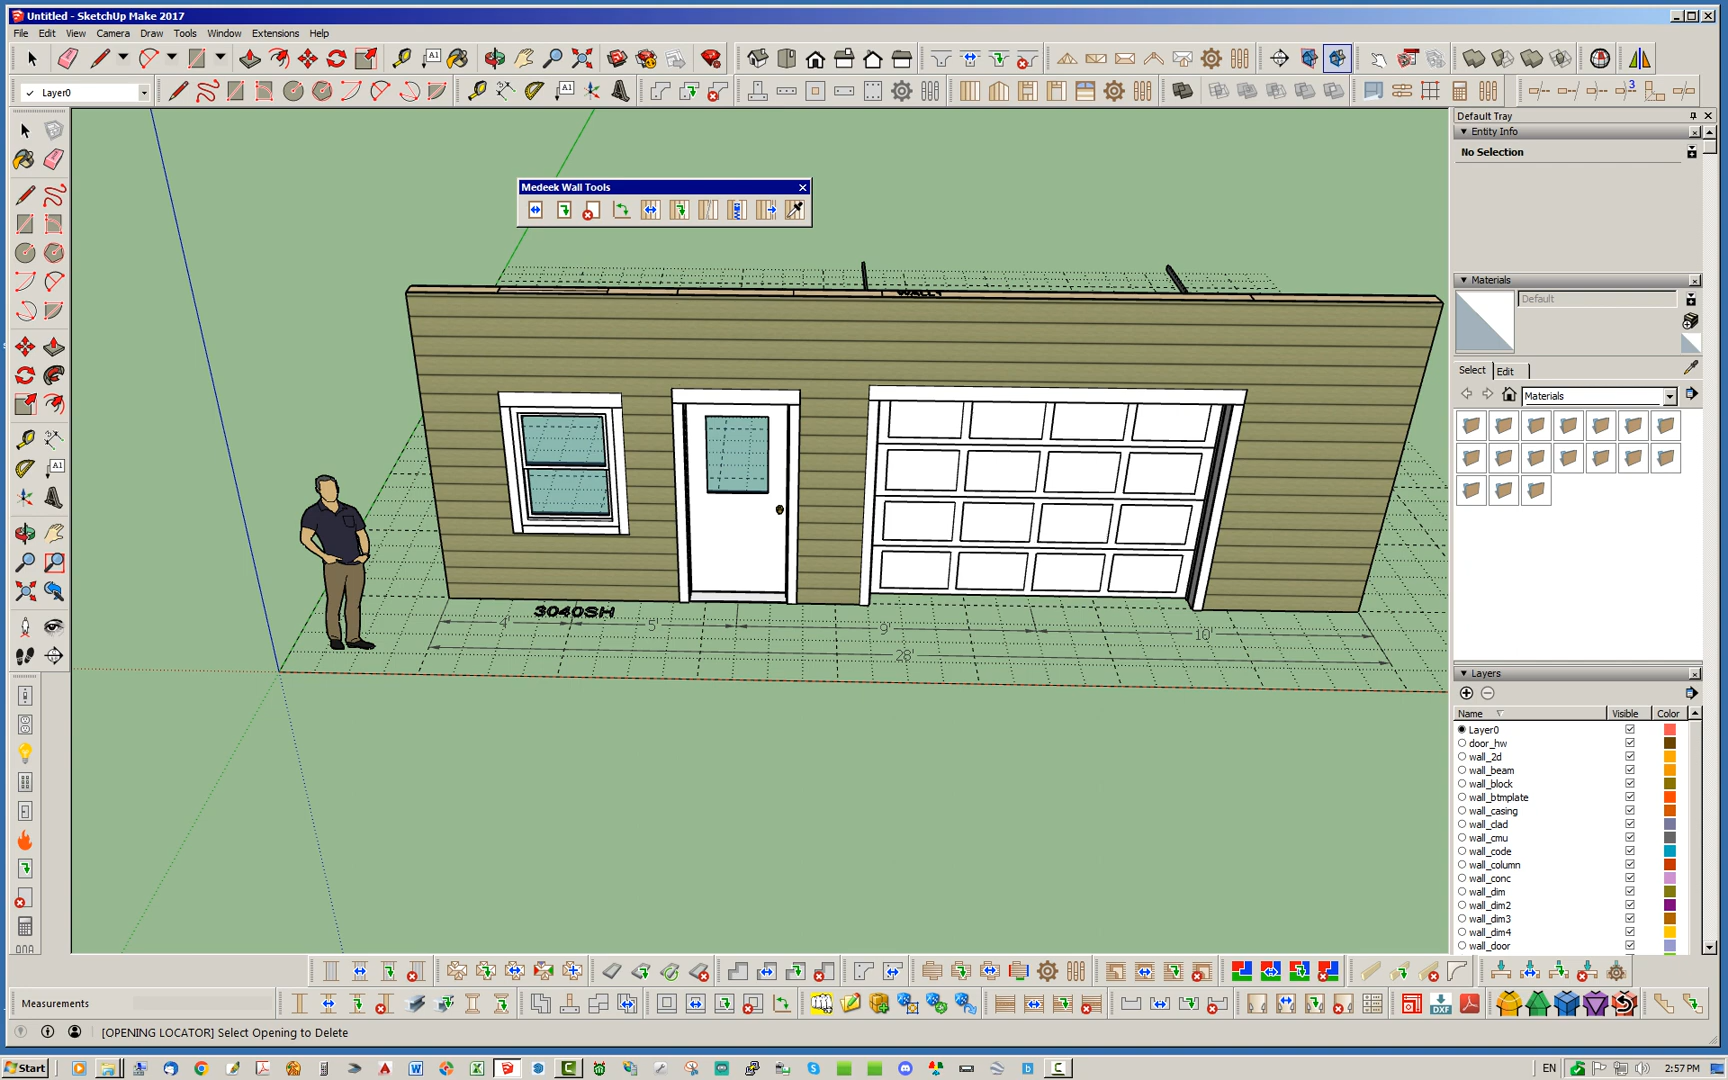 Untitled - SketchUp Make 2017
File Edit View Camera Draw Tools Window Extensions Help
Layer0
Default Tray
Entity Info
No Selection
Medeek Wall Tools
Materials
Default
Select Edit
Materials
3040SH
4' 5' 9' 10'
28'
Layers
Name Visible Color
Layer0
door_hw
wall_2d
wall_beam
wall_block
wall_btmplate
wall_casing
wall_clad
wall_cmu
wall_code
wall_column
wall_conc
wall_dim
wall_dim2
wall_dim3
wall_dim4
wall_door
Measurements
[OPENING LOCATOR] Select Opening to Delete
Start EN 2:57 PM